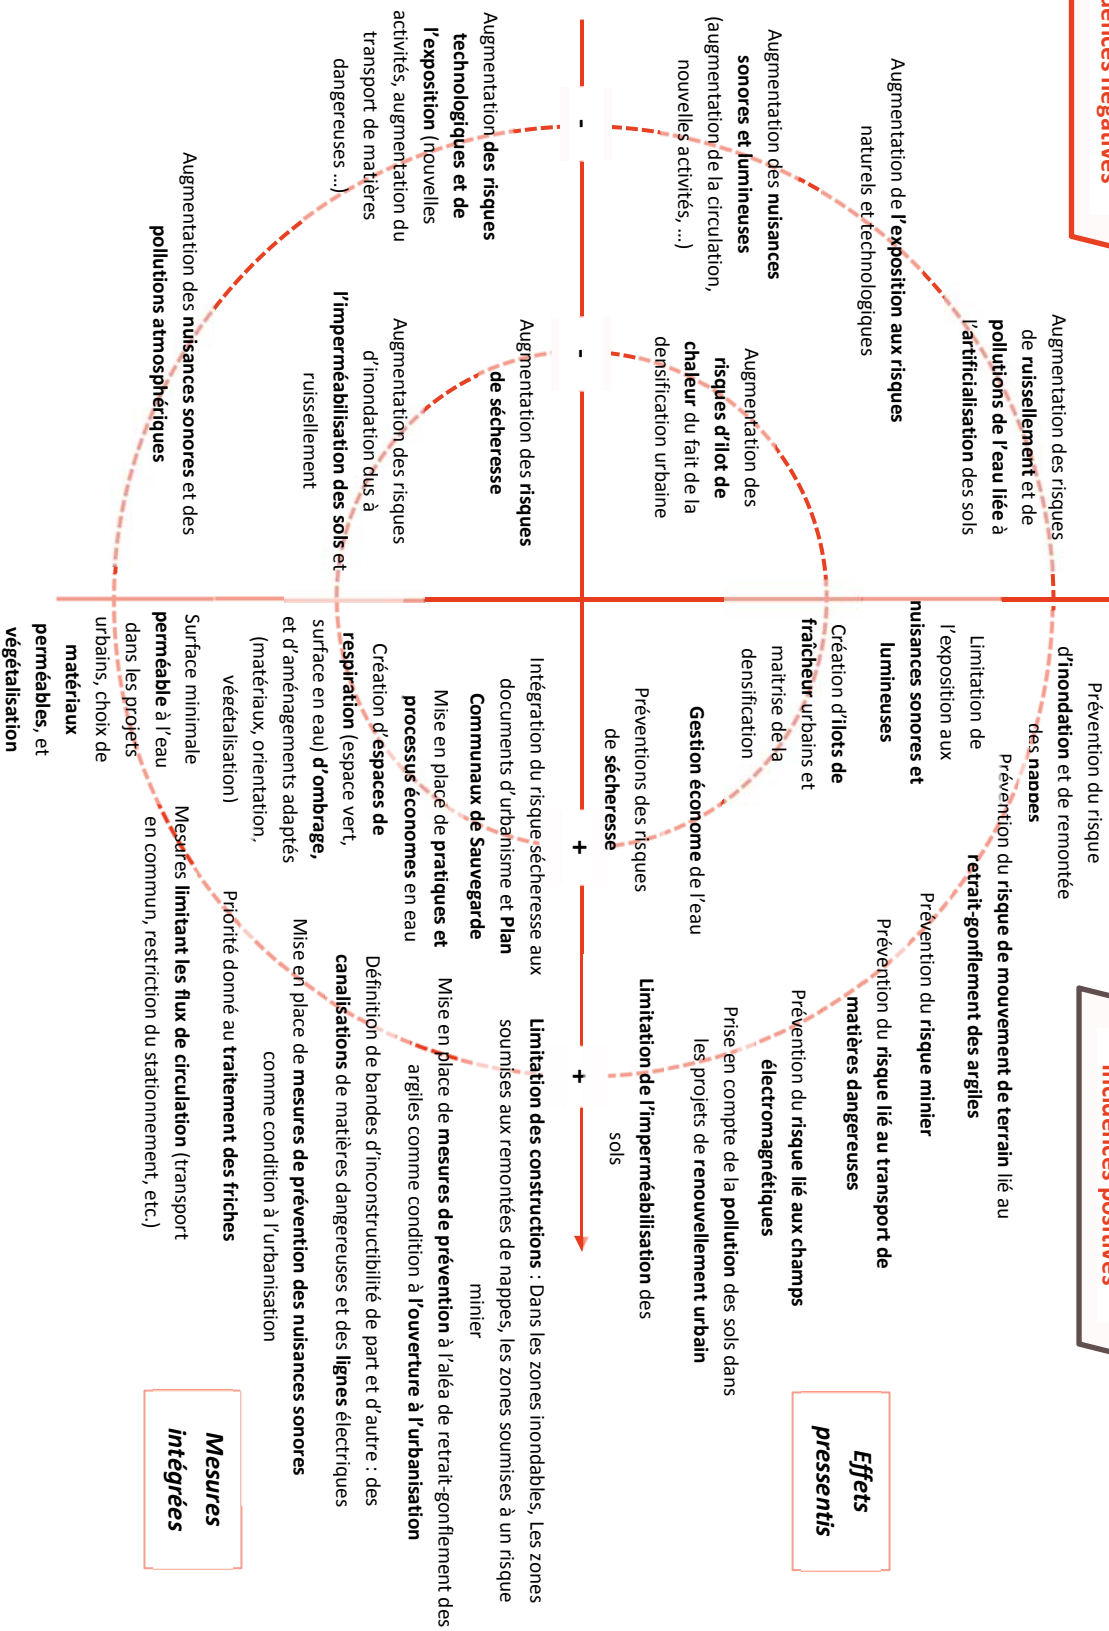 négatives
Incidences positives
Augmentation des risques
de ruissellement et de
pollutions de l'eau liée à
l'artificialisation des sols
Augmentation de l'exposition aux risques
naturels et technologiques
Augmentation des nuisances
sonores et lumineuses
(augmentation de la circulation,
nouvelles activités, ...)
Augmentation des
risques d'ilot de
chaleur du fait de la
densification urbaine
-
-
Prévention du risque
d'inondation et de remontée
des nappes
Limitation de
l'exposition aux
nuisances sonores et
lumineuses
Création d'ilots de
fraîcheur urbains et
maitrise de la
densification
Gestion économe de l'eau
Préventions des risques
de sécheresse
Prévention du risque de mouvement de terrain lié au
retrait-gonflement des argiles
Prévention du risque minier
Prévention du risque lié au transport de
matières dangereuses
Prévention du risque lié aux champs
électromagnétiques
Prise en compte de la pollution des sols dans
les projets de renouvellement urbain
Limitation de l'imperméabilisation des
sols
Effets
pressentis
+
+
Augmentation des risques
technologiques et de
l'exposition (nouvelles
activités, augmentation du
transport de matières
dangereuses ...)
Augmentation des risques
de sécheresse
Augmentation des risques
d'inondation dus à
l'imperméabilisation des sols et
ruissellement
Augmentation des nuisances sonores et des
pollutions atmosphériques
Intégration du risque sécheresse aux
documents d'urbanisme et Plan
Communaux de Sauvegarde
Mise en place de pratiques et
processus économes en eau
Création d'espaces de
respiration (espace vert,
surface en eau) d'ombrage,
et d'aménagements adaptés
(matériaux, orientation,
végétalisation)
Surface minimale
perméable à l'eau
dans les projets
urbains, choix de
matériaux
perméables, et
végétalisation
Limitation des constructions : Dans les zones inondables, Les zones
soumises aux remontées de nappes, les zones soumises à un risque
minier
Mise en place de mesures de prévention à l'aléa de retrait-gonflement des
argiles comme condition à l'ouverture à l'urbanisation
Définition de bandes d'inconstructibilité de part et d'autre : des
canalisations de matières dangereuses et des lignes électriques
Mise en place de mesures de prévention des nuisances sonores
comme condition à l'urbanisation
Priorité donné au traitement des friches
Mesures limitant les flux de circulation (transport
en commun, restriction du stationnement, etc.)
Mesures
intégrées